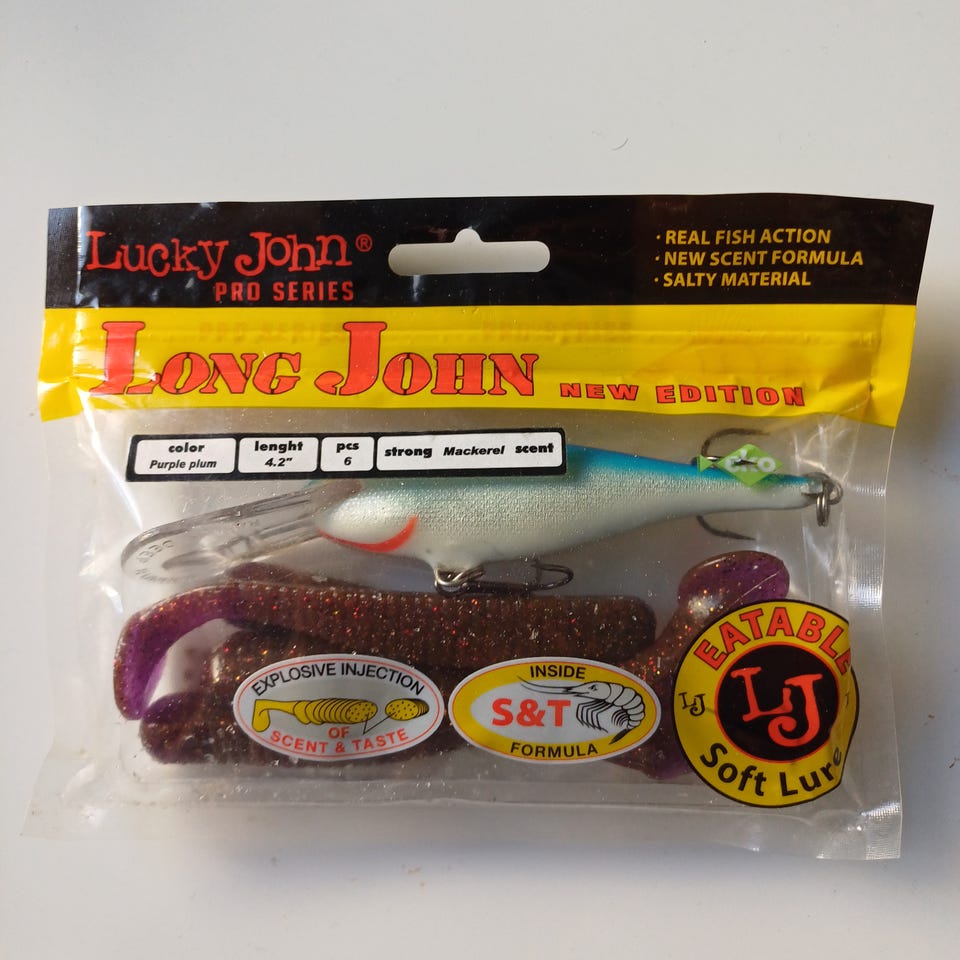 Lucky John®
PRO SERIES
· REAL FISH ACTION
· NEW SCENT FORMULA
· SALTY MATERIAL
LONG JOHN NEW EDITION
color
Purple plum
lenght
4.2”
pcs
6
strong Mackerel scent
EXPLOSIVE INJECTION
OF
SCENT & TASTE
INSIDE
S&T
FORMULA
EATABLE
LJ
LJ
Soft Lure